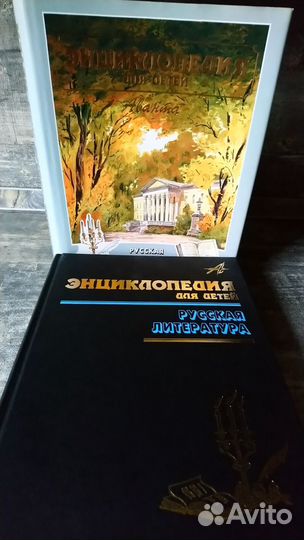 ЭНЦИКЛОПЕДИЯ
ДЛЯ ДЕТЕЙ
Аванта
РУССКАЯ
ЭНЦИКЛОПЕДИЯ
ДЛЯ ДЕТЕЙ
РУССКАЯ
ЛИТЕРАТУРА
Avito